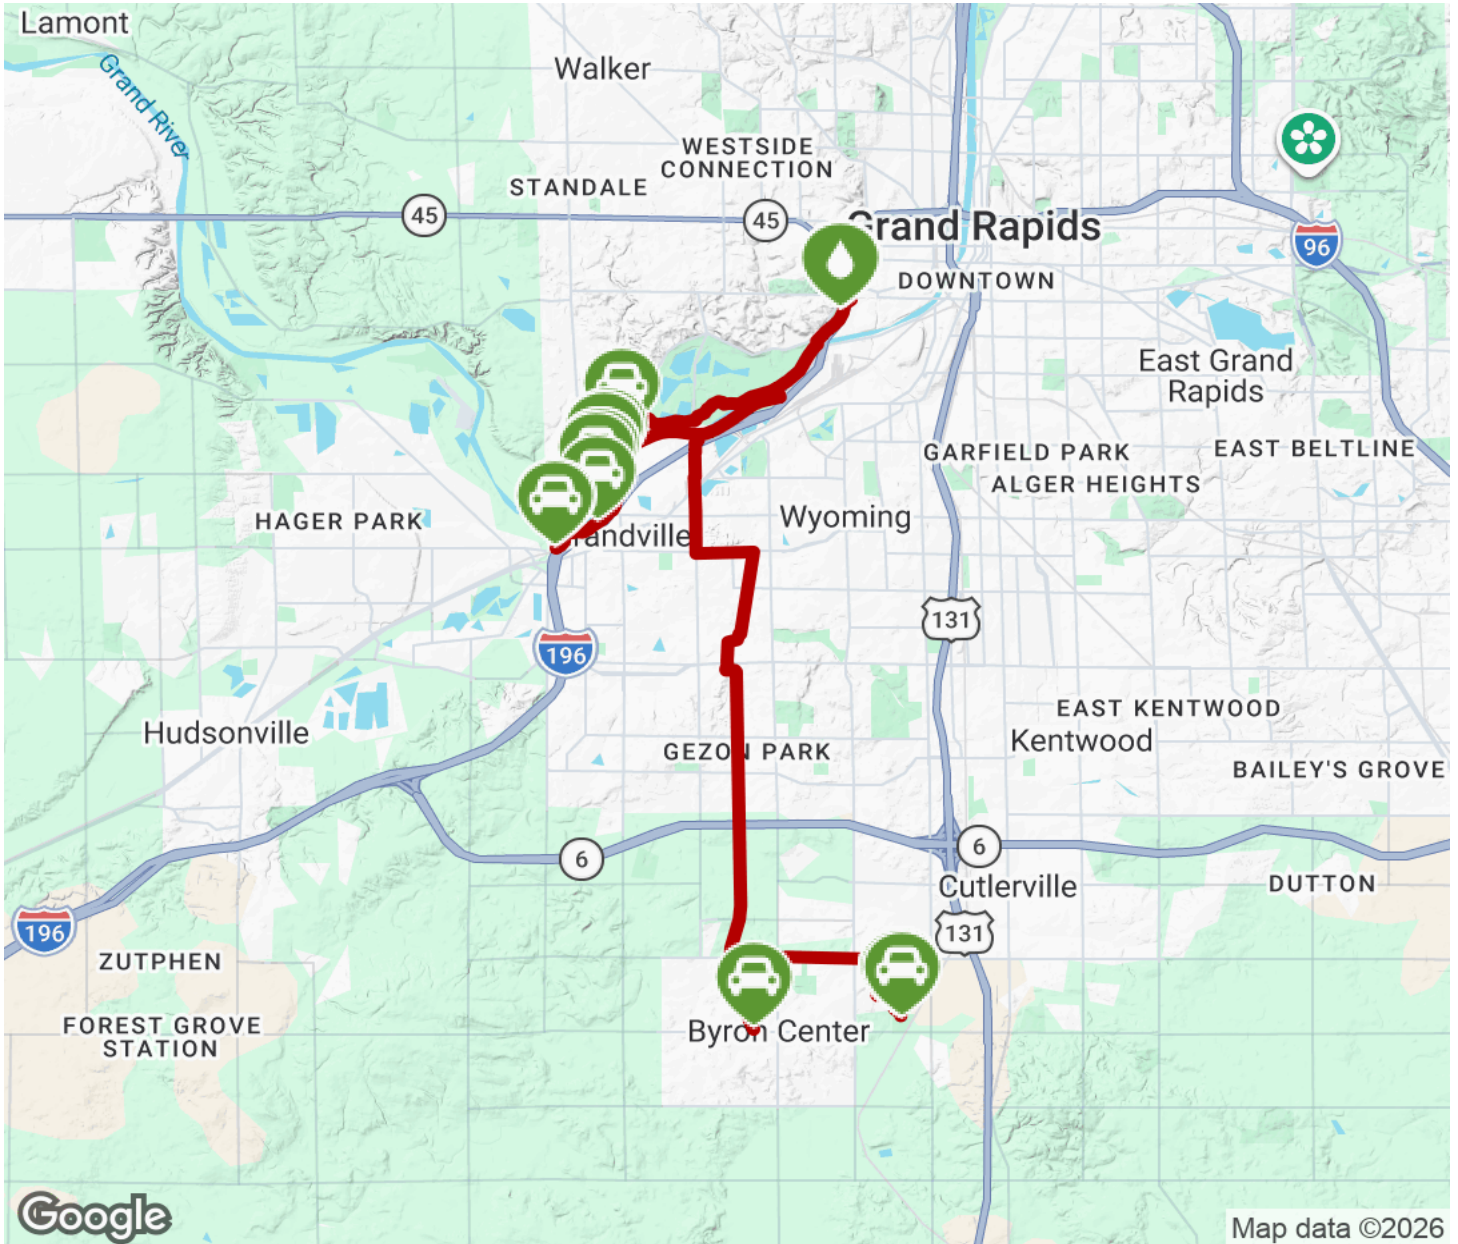 Lamont
Walker
Grand River
WESTSIDE
CONNECTION
STANDALE
45
45
Grand Rapids
96
DOWNTOWN
East Grand
Rapids
GARFIELD PARK
EAST BELTLINE
ALGER HEIGHTS
HAGER PARK
Wyoming
randville
131
196
EAST KENTWOOD
Hudsonville
Kentwood
GEZON PARK
BAILEY'S GROVE
6
6
Cutlerville
DUTTON
196
131
ZUTPHEN
FOREST GROVE
STATION
Byron Center
Google
Map data ©2026